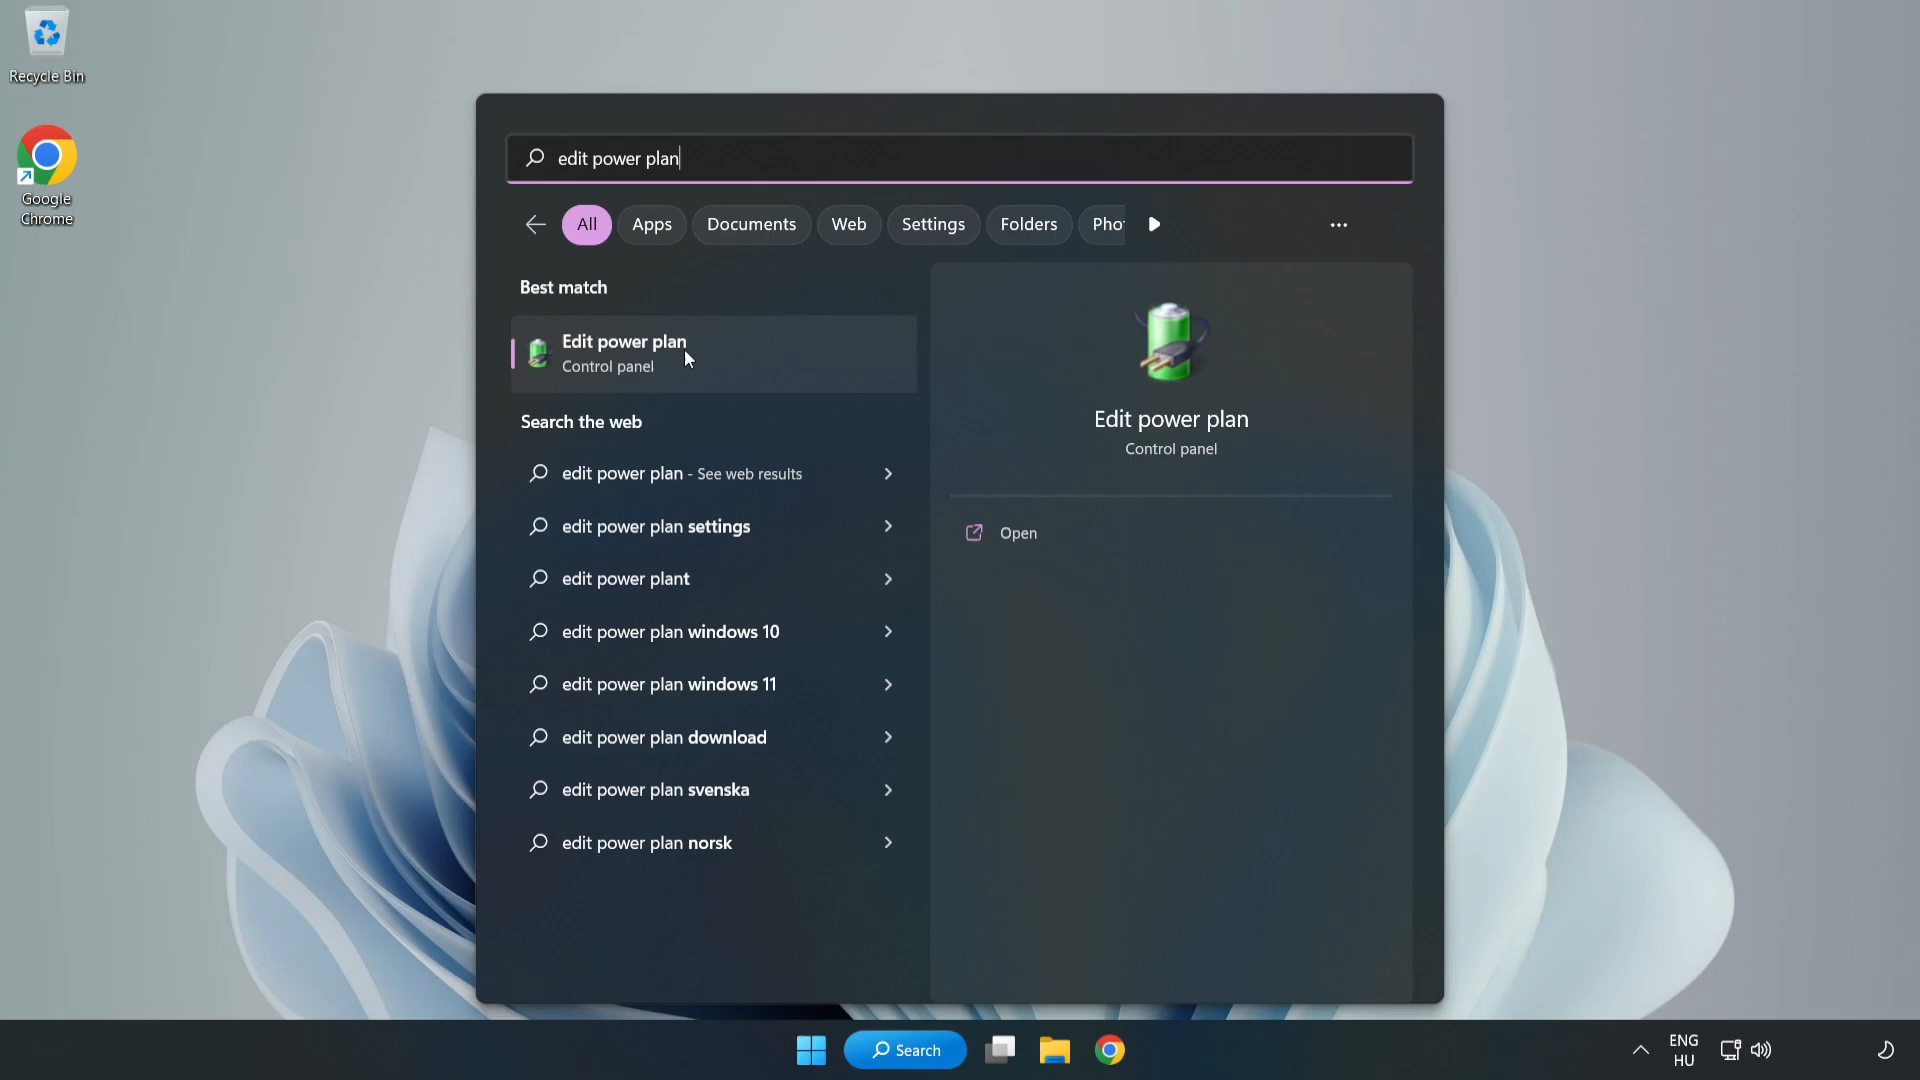 Recycle Bin
Google
Chrome
edit power plan
All
Apps
Documents
Web
Settings
Folders
Pho
Best match
Edit power plan
Control panel
Search the web
edit power plan - See web results
edit power plan settings
edit power plant
edit power plan windows 10
edit power plan windows 11
edit power plan download
edit power plan svenska
edit power plan norsk
Edit power plan
Control panel
Open
Search
ENG
HU